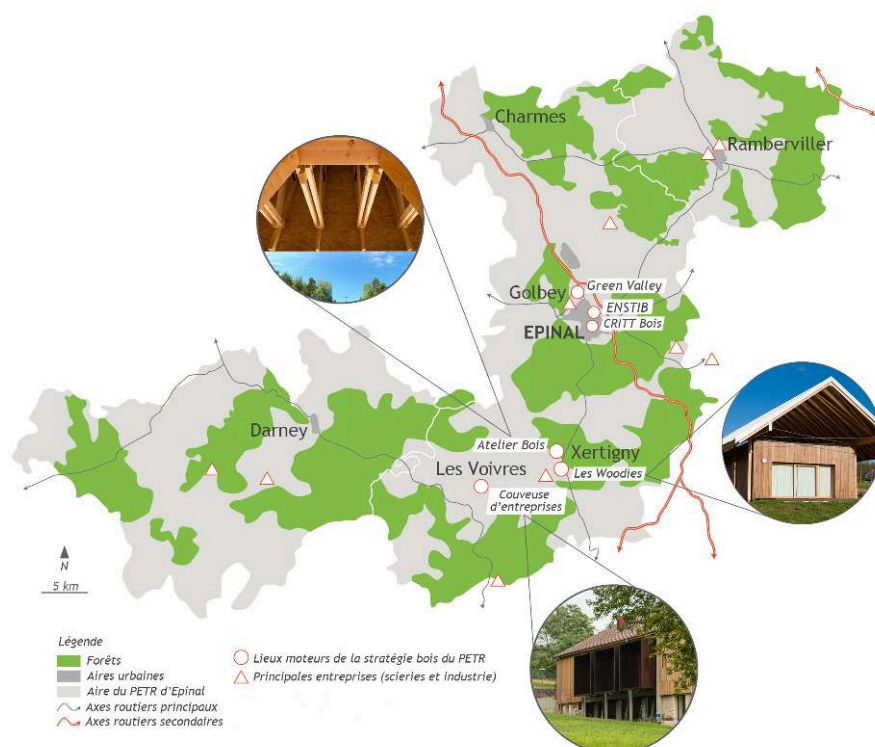 Charmes
Ramberviller
Green Valley
Golbey
ENSTIB
EPINAL
CRITT Bois
Darney
Atelier Bois
Xertigny
Les Voivres
Les Woodies
Couveuse
d'entreprises
N
5 km
Légende
Forêts
Aires urbaines
Aire du PETR d'Epinal
Axes routiers principaux
Axes routiers secondaires
Lieux moteurs de la stratégie bois du PETR
Principales entreprises (scieries et industrie)